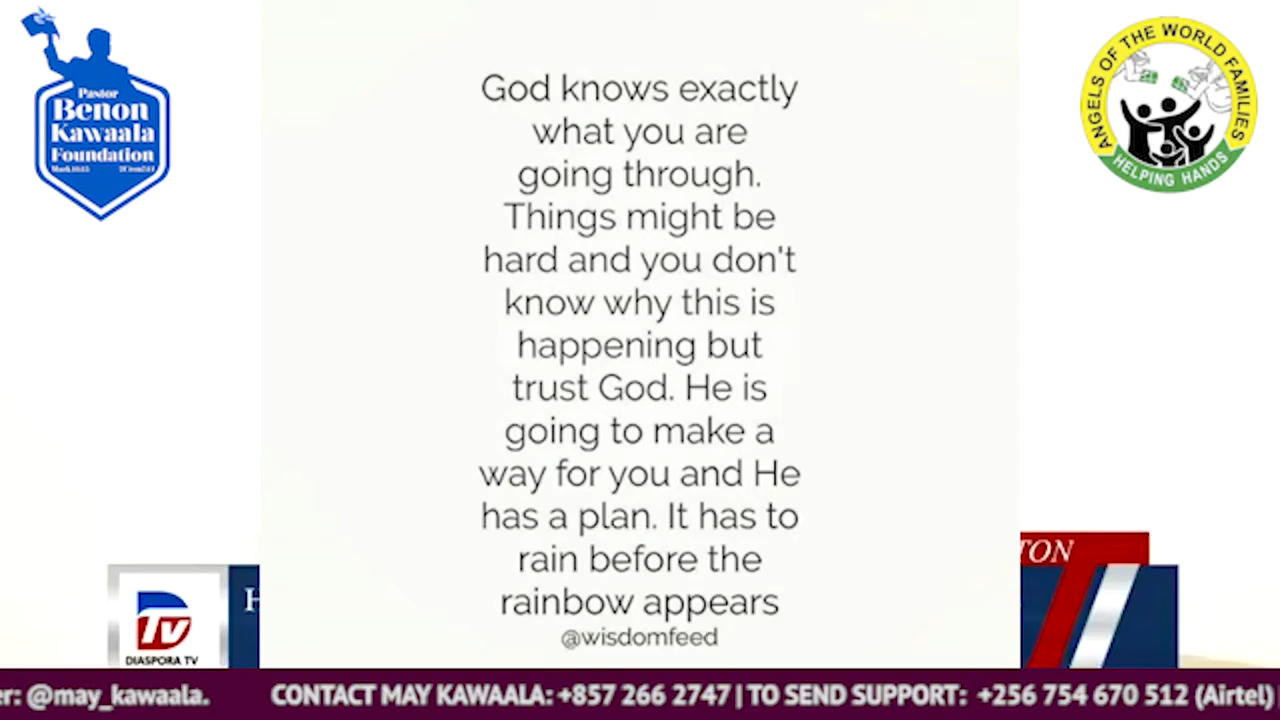 Pastor
Benon
Kawaala
Foundation
ANGELS OF THE WORLD FAMILIES
HELPING HANDS
God knows exactly
what you are
going through.
Things might be
hard and you don't
know why this is
happening but
trust God. He is
going to make a
way for you and He
has a plan. It has to
rain before the
rainbow appears
@wisdomfeed
TON
H
DTV
DIASPORA TV
er: @may_kawaala. CONTACT MAY KAWAALA: +857 266 2747 | TO SEND SUPPORT: +256 754 670 512 (Airtel)